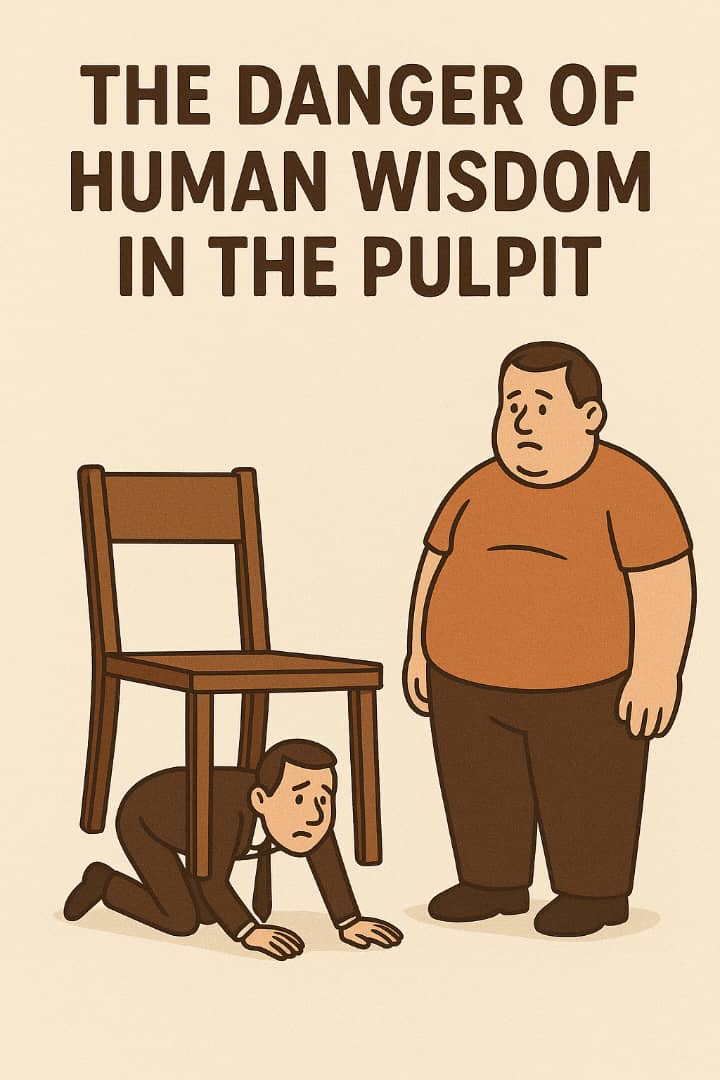 THE DANGER OF
HUMAN WISDOM
IN THE PULPIT